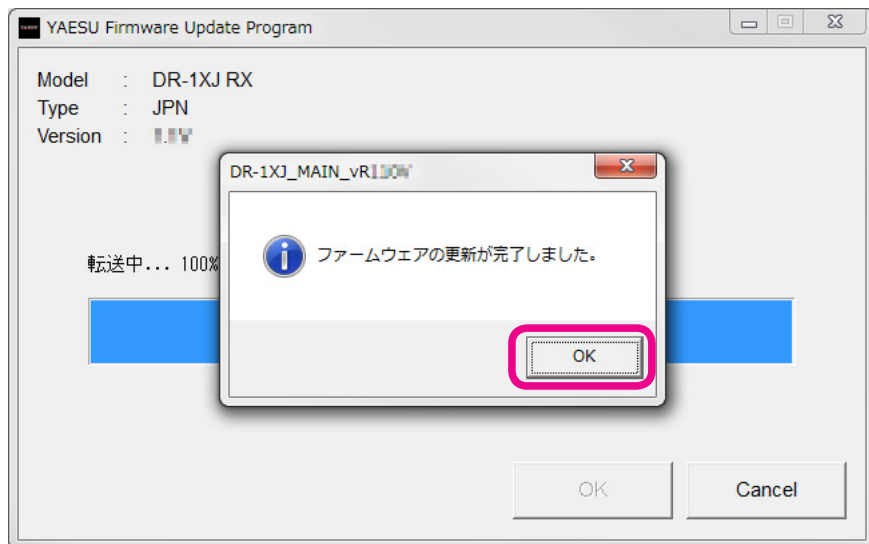 YAESU Firmware Update Program
Model : DR-1XJ RX
Type : JPN
Version :
DR-1XJ_MAIN_vR
ファームウェアの更新が完了しました。
転送中... 100%
OK
OK
Cancel